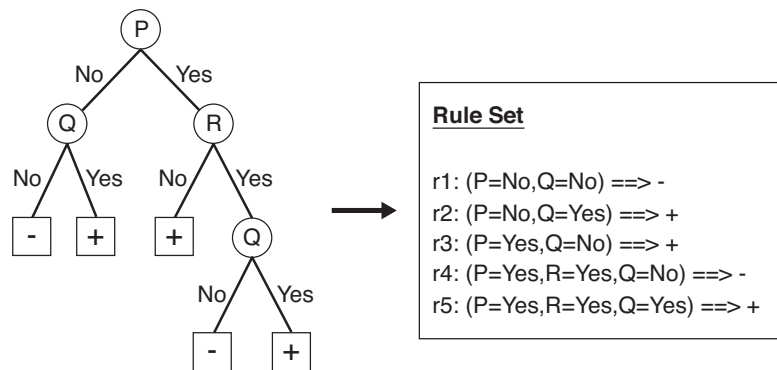 P
No Yes
Q R
No Yes No Yes
- + + Q
No Yes
- +
Rule Set
r1: (P=No,Q=No) ==> -
r2: (P=No,Q=Yes) ==> +
r3: (P=Yes,Q=No) ==> +
r4: (P=Yes,R=Yes,Q=No) ==> -
r5: (P=Yes,R=Yes,Q=Yes) ==> +